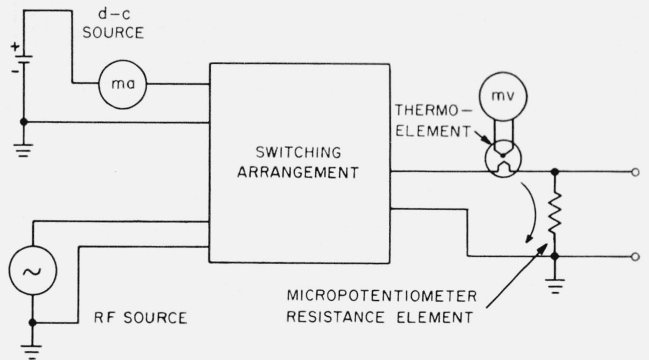 d-c
SOURCE
+
-
ma
mv
THERMO-
ELEMENT
SWITCHING
ARRANGEMENT
~
RF SOURCE
MICROPOTENTIOMETER
RESISTANCE ELEMENT